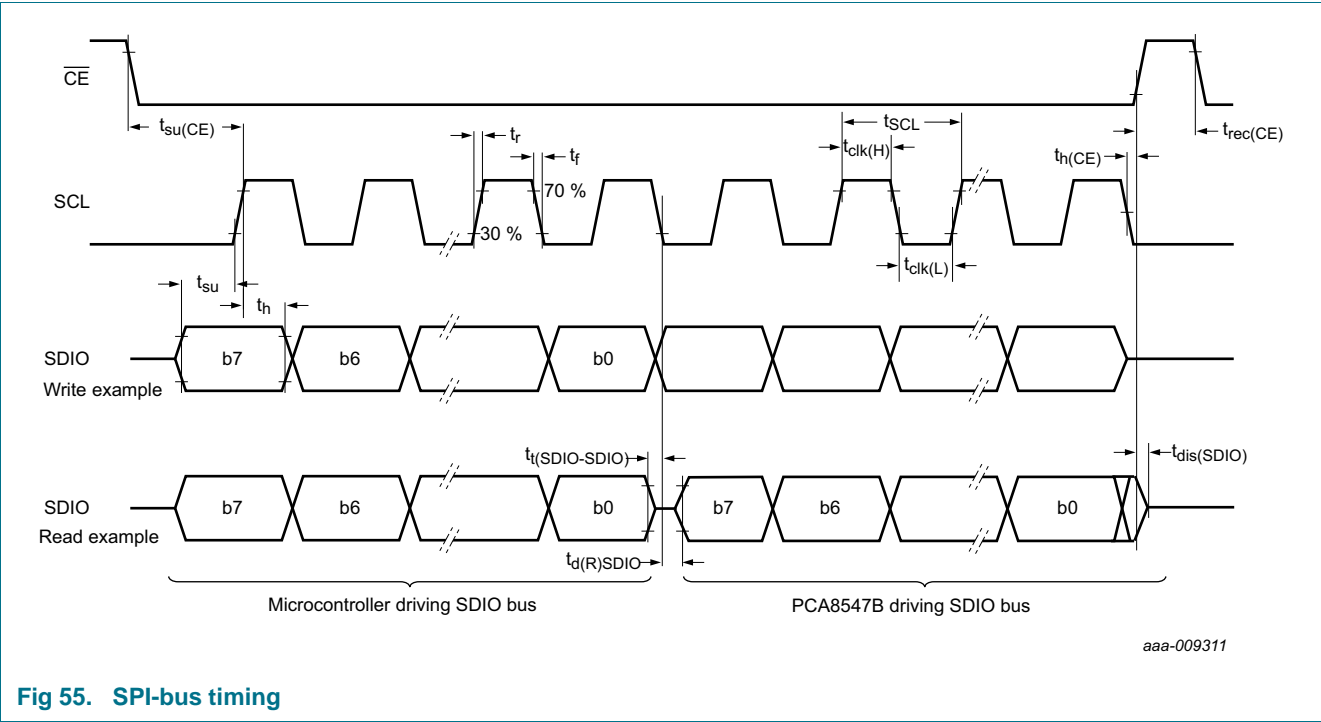 CE
tsu(CE)
tr
tf
tSCL
tclk(H)
th(CE)
trec(CE)
SCL
70 %
30 %
tclk(L)
tsu
th
SDIO
Write example
b7
b6
b0
tt(SDIO-SDIO)
tdis(SDIO)
SDIO
Read example
b7
b6
b0
b7
b6
b0
td(R)SDIO
Microcontroller driving SDIO bus
PCA8547B driving SDIO bus
aaa-009311
Fig 55. SPI-bus timing